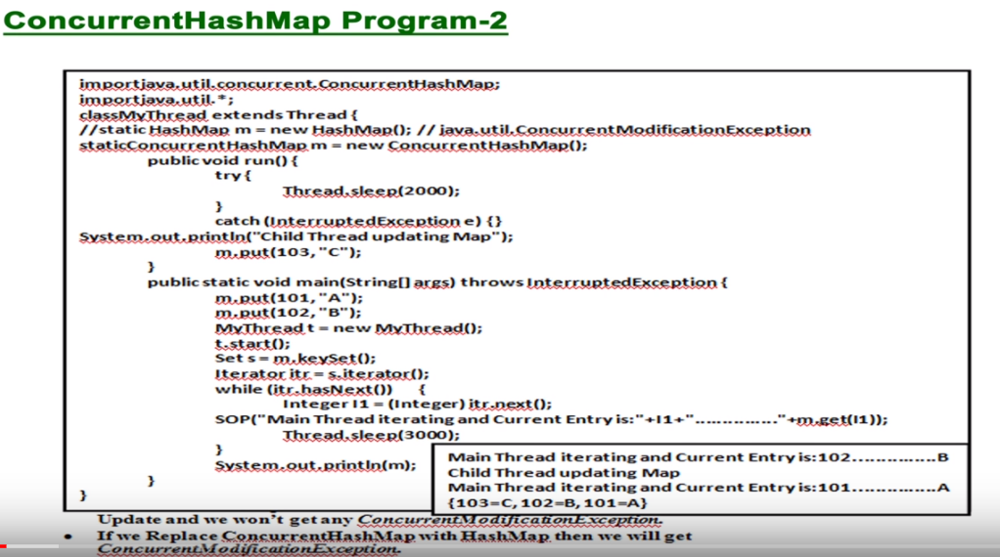 ConcurrentHashMap Program-2
importjava.util.concurrent.ConcurrentHashMap;
importjava.util.*;
classMyThread extends Thread {
//static HashMap m = new HashMap(); // java.util.ConcurrentModificationException
staticConcurrentHashMap m = new ConcurrentHashMap();
public void run() {
try {
Thread.sleep(2000);
}
catch (InterruptedException e) {}
System.out.println("Child Thread updating Map");
m.put(103, "C");
}
public static void main(String[] args) throws InterruptedException {
m.put(101, "A");
m.put(102, "B");
MyThread t = new MyThread();
t.start();
Set s = m.keySet();
Iterator itr = s.iterator();
while (itr.hasNext()) {
Integer I1 = (Integer) itr.next();
SOP("Main Thread iterating and Current Entry is:"+I1+"..............."+m.get(I1));
Thread.sleep(3000);
}
System.out.println(m);
}
}
Main Thread iterating and Current Entry is:102...............B
Child Thread updating Map
Main Thread iterating and Current Entry is:101...............A
{103=C, 102=B, 101=A}
Update and we won't get any ConcurrentModificationException.
• If we Replace ConcurrentHashMap with HashMap then we will get
ConcurrentModificationException.